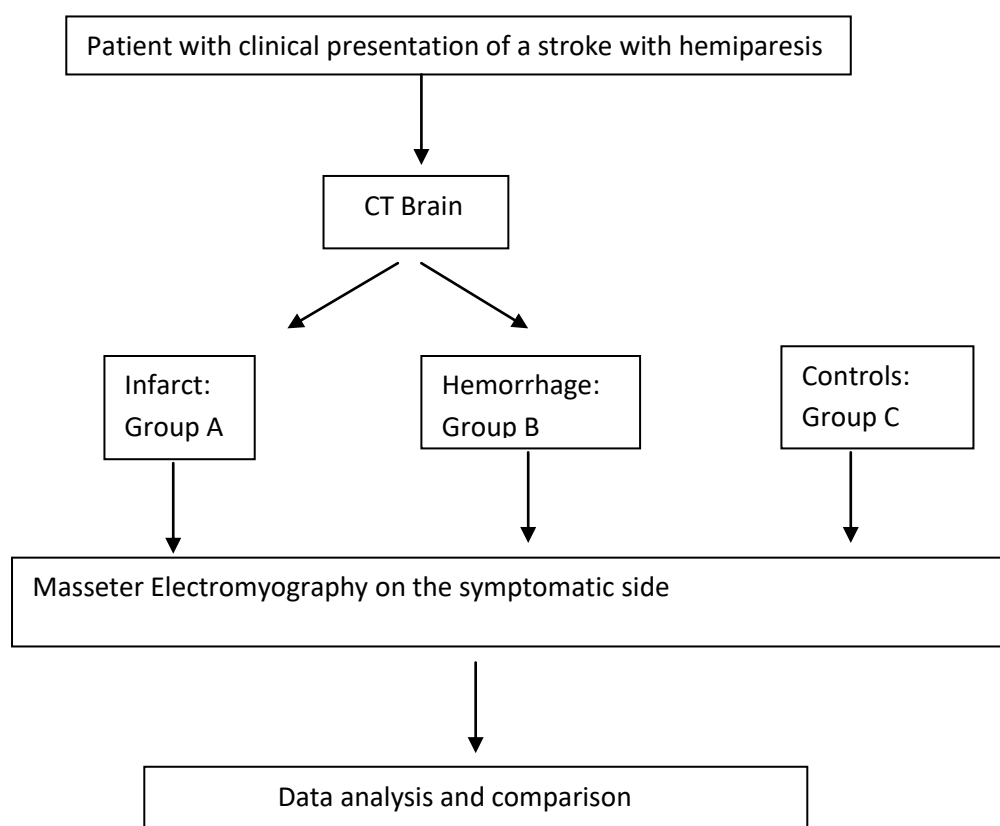 Patient with clinical presentation of a stroke with hemiparesis
CT Brain
Infarct:
Group A
Hemorrhage:
Group B
Controls:
Group C
Masseter Electromyography on the symptomatic side
Data analysis and comparison